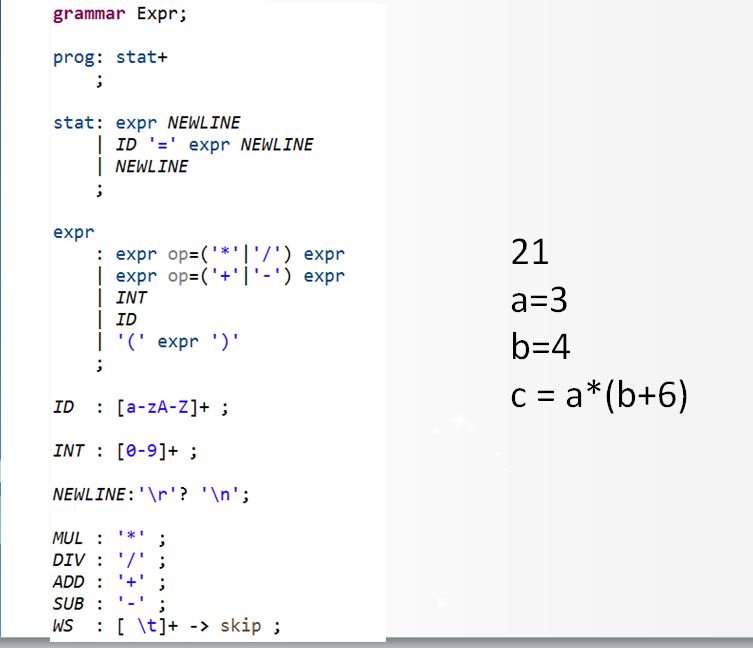 grammar Expr;
prog: stat+
;
stat: expr NEWLINE
| ID '=' expr NEWLINE
| NEWLINE
;
expr
: expr op=('*'|'/') expr
| expr op=('+'|'-') expr
| INT
| ID
| '(' expr ')'
;
ID : [a-zA-Z]+ ;
INT : [0-9]+ ;
NEWLINE:'\r'? '\n';
MUL : '*' ;
DIV : '/' ;
ADD : '+' ;
SUB : '-' ;
WS : [ \t]+ -> skip ;
21
a=3
b=4
c = a*(b+6)